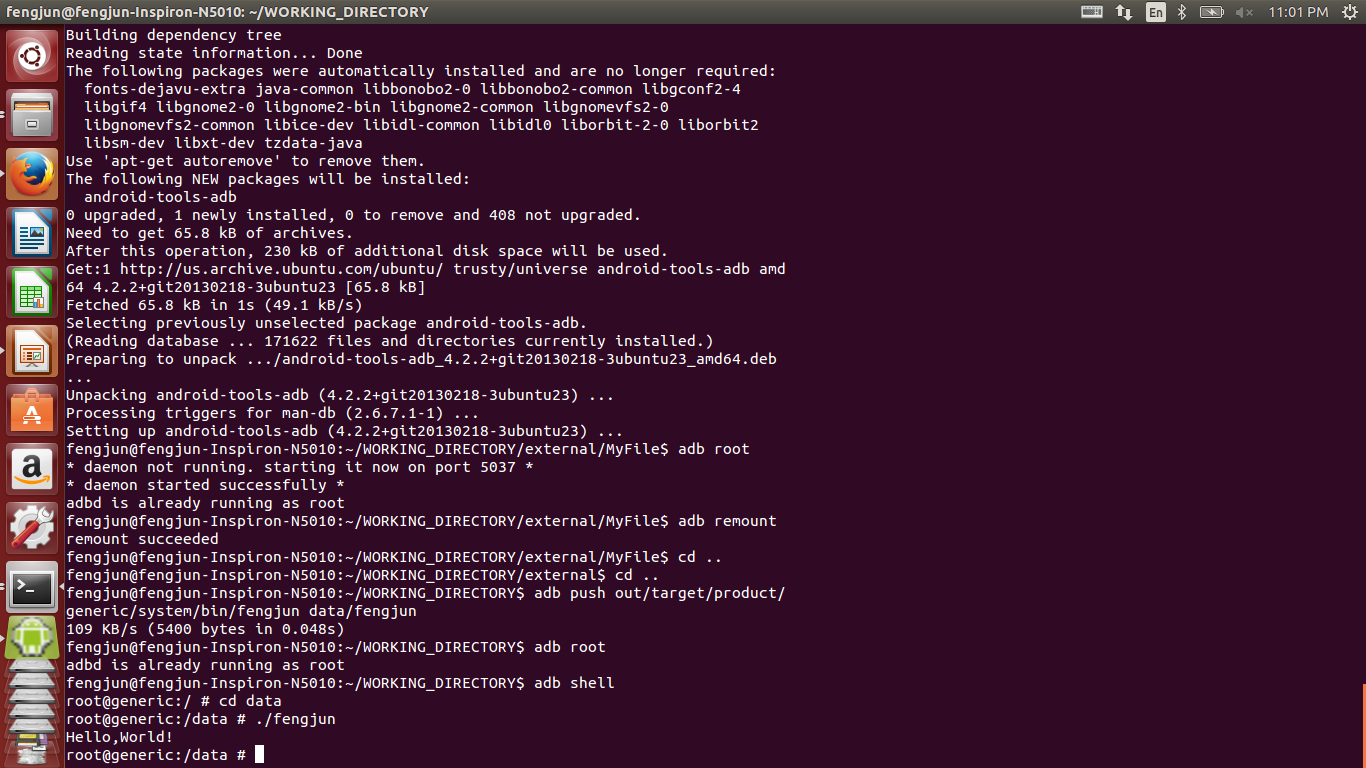 fengjun@fengjun-Inspiron-N5010: ~/WORKING_DIRECTORY
En
11:01 PM
Building dependency tree
Reading state information... Done
The following packages were automatically installed and are no longer required:
  fonts-dejavu-extra java-common libbonobo2-0 libbonobo2-common libgconf2-4
  libgif4 libgnome2-0 libgnome2-bin libgnome2-common libgnomevfs2-0
  libgnomevfs2-common libice-dev libidl-common libidl0 liborbit-2-0 liborbit2
  libsm-dev libxt-dev tzdata-java
Use 'apt-get autoremove' to remove them.
The following NEW packages will be installed:
  android-tools-adb
0 upgraded, 1 newly installed, 0 to remove and 408 not upgraded.
Need to get 65.8 kB of archives.
After this operation, 230 kB of additional disk space will be used.
Get:1 http://us.archive.ubuntu.com/ubuntu/ trusty/universe android-tools-adb amd
64 4.2.2+git20130218-3ubuntu23 [65.8 kB]
Fetched 65.8 kB in 1s (49.1 kB/s)
Selecting previously unselected package android-tools-adb.
(Reading database ... 171622 files and directories currently installed.)
Preparing to unpack .../android-tools-adb_4.2.2+git20130218-3ubuntu23_amd64.deb
...
Unpacking android-tools-adb (4.2.2+git20130218-3ubuntu23) ...
Processing triggers for man-db (2.6.7.1-1) ...
Setting up android-tools-adb (4.2.2+git20130218-3ubuntu23) ...
fengjun@fengjun-Inspiron-N5010:~/WORKING_DIRECTORY/external/MyFile$ adb root
* daemon not running. starting it now on port 5037 *
* daemon started successfully *
adbd is already running as root
fengjun@fengjun-Inspiron-N5010:~/WORKING_DIRECTORY/external/MyFile$ adb remount
remount succeeded
fengjun@fengjun-Inspiron-N5010:~/WORKING_DIRECTORY/external/MyFile$ cd ..
fengjun@fengjun-Inspiron-N5010:~/WORKING_DIRECTORY/external$ cd ..
fengjun@fengjun-Inspiron-N5010:~/WORKING_DIRECTORY$ adb push out/target/product/
generic/system/bin/fengjun data/fengjun
109 KB/s (5400 bytes in 0.048s)
fengjun@fengjun-Inspiron-N5010:~/WORKING_DIRECTORY$ adb root
adbd is already running as root
fengjun@fengjun-Inspiron-N5010:~/WORKING_DIRECTORY$ adb shell
root@generic:/ # cd data
root@generic:/data # ./fengjun
Hello,World!
root@generic:/data #